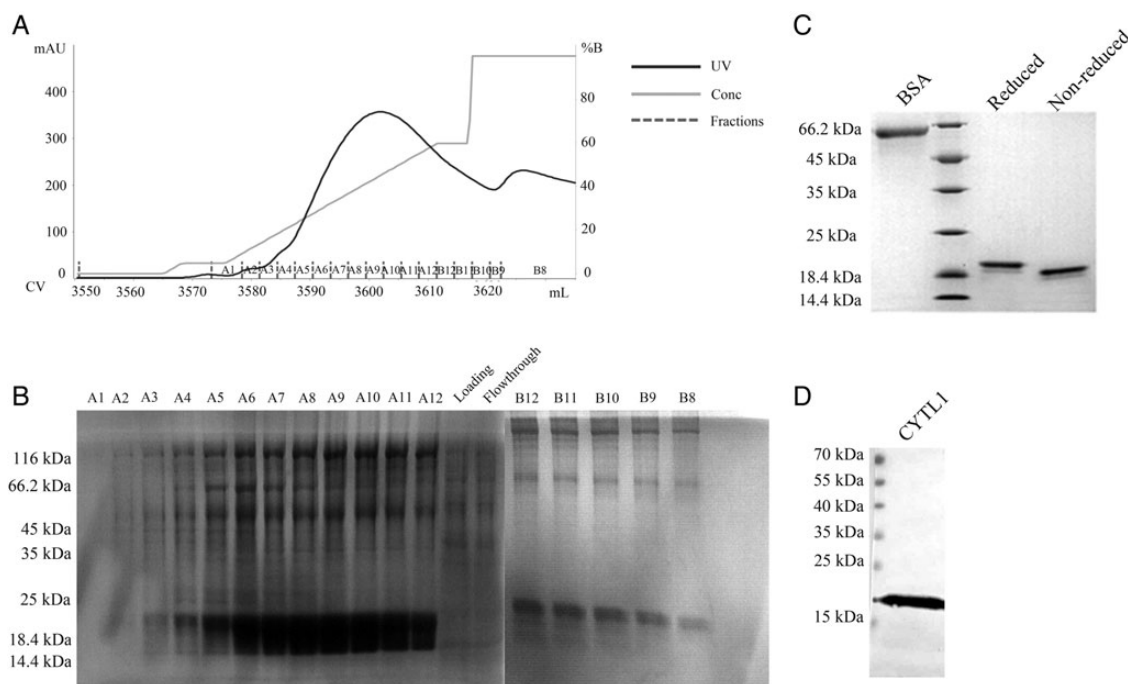 A
mAU
%B
400
300
200
100
0
80
60
40
20
0
UV
Conc
Fractions
A1 A2 A3 A4 A5 A6 A7 A8 A9 A10 A11 A12 B12 B11 B10 B9 B8
CV 3550 3560 3570 3580 3590 3600 3610 3620 mL
B
A1 A2 A3 A4 A5 A6 A7 A8 A9 A10 A11 A12 Loading Flowthrough B12 B11 B10 B9 B8
116 kDa
66.2 kDa
45 kDa
35 kDa
25 kDa
18.4 kDa
14.4 kDa
C
BSA Reduced Non-reduced
66.2 kDa
45 kDa
35 kDa
25 kDa
18.4 kDa
14.4 kDa
D
CYTL1
70 kDa
55 kDa
40 kDa
35 kDa
25 kDa
15 kDa